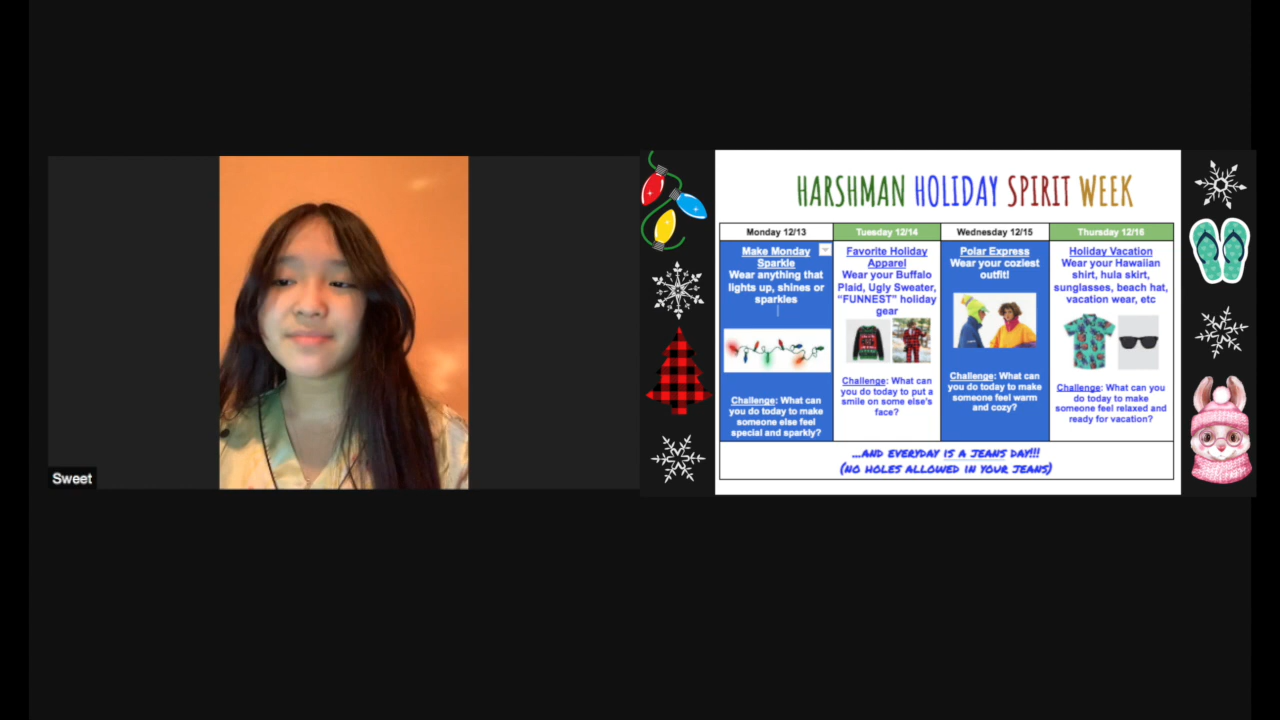 Sweet
HARSHMAN HOLIDAY SPIRIT WEEK
Monday 12/13
Make Monday
Sparkle
Wear anything that
lights up, shines or
sparkles
Challenge: What can
you do today to make
someone else feel
special and sparkly?
Tuesday 12/14
Favorite Holiday
Apparel
Wear your Buffalo
Plaid, Ugly Sweater,
"FUNNEST" holiday
gear
Challenge: What can
you do today to put a
smile on some else's
face?
Wednesday 12/15
Polar Express
Wear your coziest
outfit!
Challenge: What can
you do today to make
someone feel warm
and cozy?
Thursday 12/16
Holiday Vacation
Wear your Hawaiian
shirt, hula skirt,
sunglasses, beach hat,
vacation wear, etc
Challenge: What can you
do today to make
someone feel relaxed and
ready for vacation?
...AND EVERYDAY IS A JEANS DAY!!!
(NO HOLES ALLOWED IN YOUR JEANS)